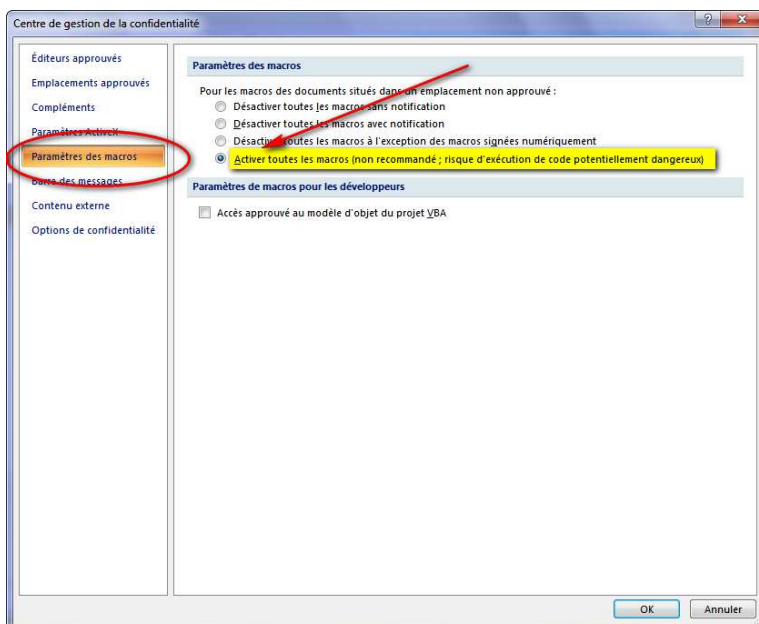 Centre de gestion de la confidentialité
Éditeurs approuvés
Emplacements approuvés
Compléments
Paramètres ActiveX
Paramètres des macros
Barre des messages
Contenu externe
Options de confidentialité
Paramètres des macros
Pour les macros des documents situés dans un emplacement non approuvé :
Désactiver toutes les macros sans notification
Désactiver toutes les macros avec notification
Désactiver toutes les macros à l'exception des macros signées numériquement
Activer toutes les macros (non recommandé ; risque d'exécution de code potentiellement dangereux)
Paramètres de macros pour les développeurs
Accès approuvé au modèle d'objet du projet VBA
OK
Annuler